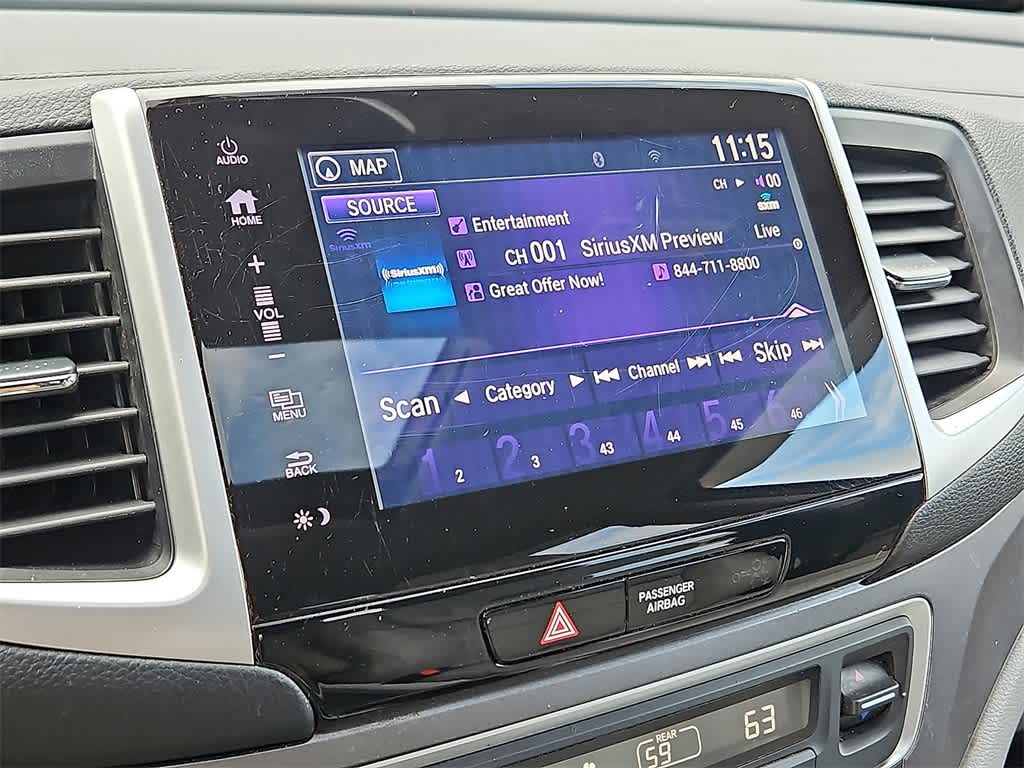 AUDIO
HOME
+
VOL
−
MENU
BACK
MAP
11:15
SOURCE
CH 00
SiriusXM
sxm
((SiriusXM))
Entertainment
CH 001 SiriusXM Preview
Live
Great Offer Now!
844-711-8800
Scan
Category
Channel
Skip
1 2
2 3
3 43
4 44
5 45
6 46
PASSENGER
AIRBAG
REAR
59
63